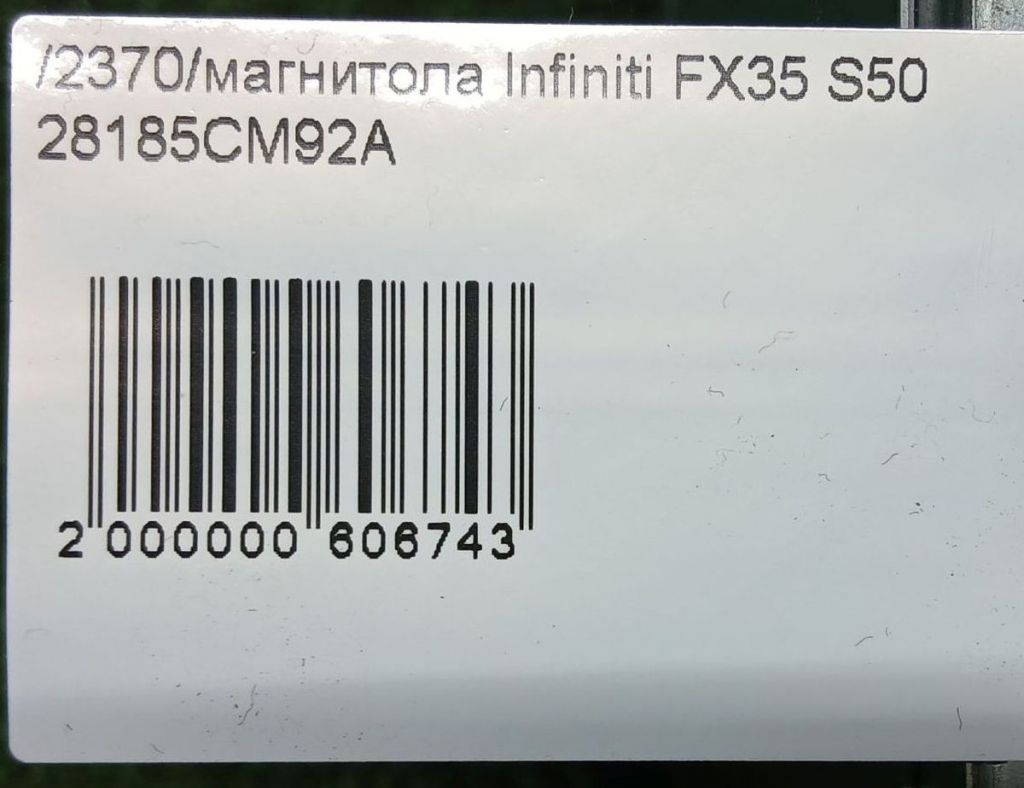 /2370/магнитола Infiniti FX35 S50
28185CM92A
2 000000 606743